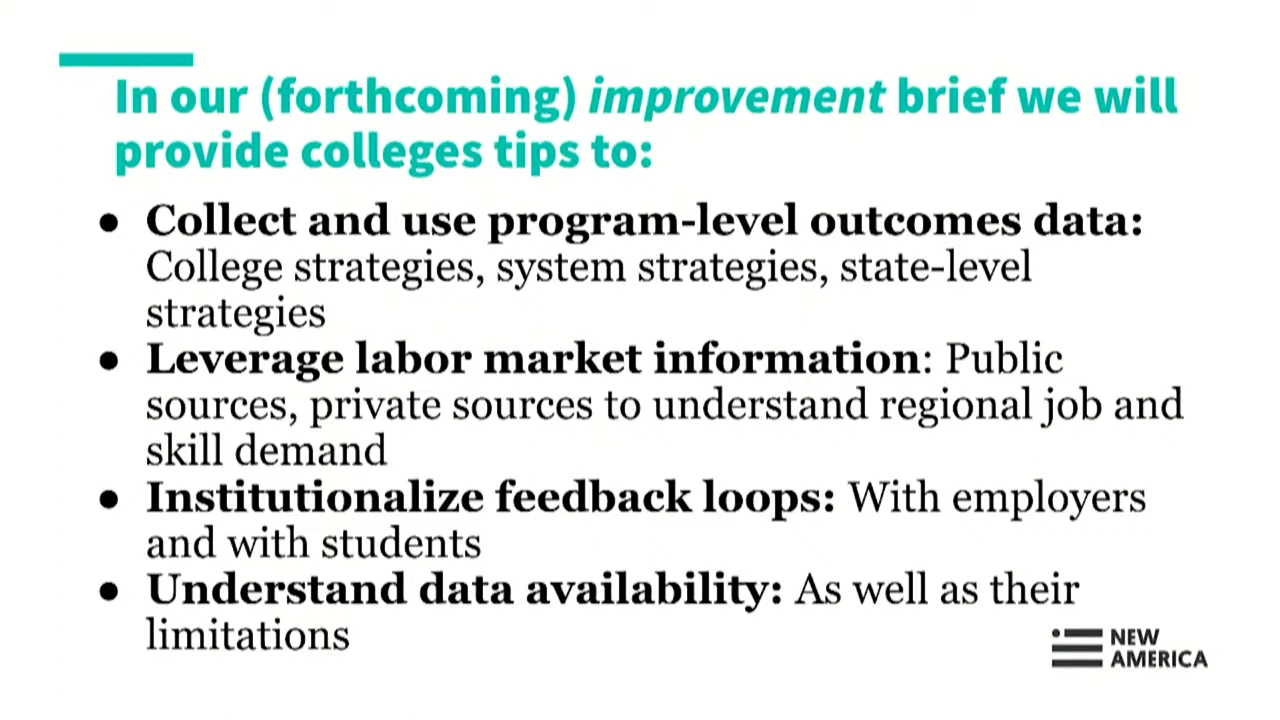 In our (forthcoming) improvement brief we will
provide colleges tips to:
● Collect and use program-level outcomes data:
College strategies, system strategies, state-level
strategies
● Leverage labor market information: Public
sources, private sources to understand regional job and
skill demand
● Institutionalize feedback loops: With employers
and with students
● Understand data availability: As well as their
limitations
NEW
AMERICA